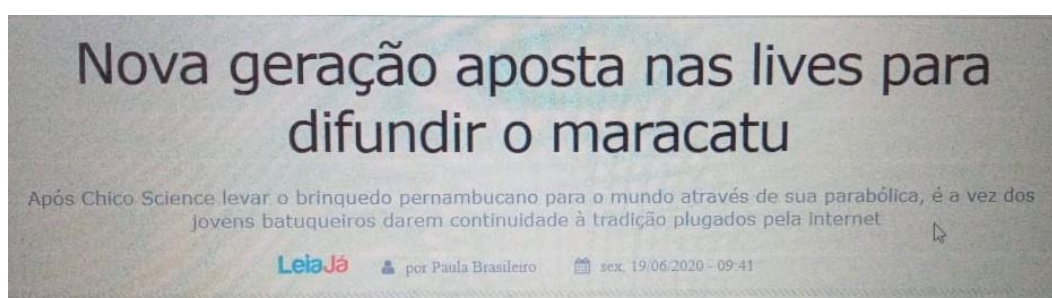 Nova geração aposta nas lives para
difundir o maracatu
Após Chico Science levar o brinquedo pernambucano para o mundo através de sua parabólica, é a vez dos
jovens batuqueiros darem continuidade à tradição plugados pela internet
LeiaJá por Paula Brasileiro sex, 19/06/2020 - 09:41